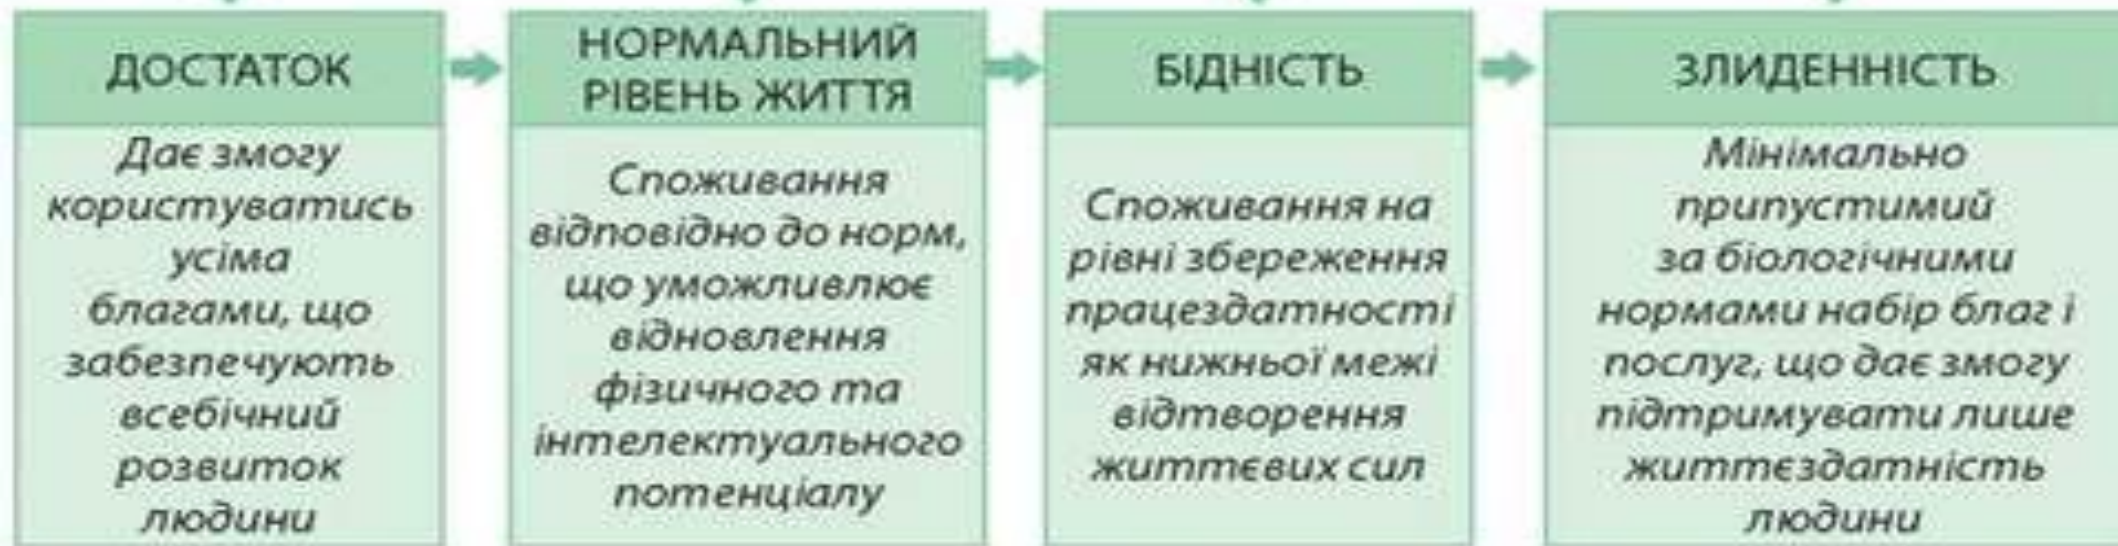 ДОСТАТОК
Дає змогу
користуватись
усіма
благами, що
забезпечують
всебічний
розвиток
людини
НОРМАЛЬНИЙ
РІВЕНЬ ЖИТТЯ
Споживання
відповідно до норм,
що уможливлює
відновлення
фізичного та
інтелектуального
потенціалу
БІДНІСТЬ
Споживання на
рівні збереження
працездатності
як нижньої межі
відтворення
життєвих сил
ЗЛИДЕННІСТЬ
Мінімально
припустимий
за біологічними
нормами набір благ і
послуг, що дає змогу
підтримувати лише
життєздатність
людини